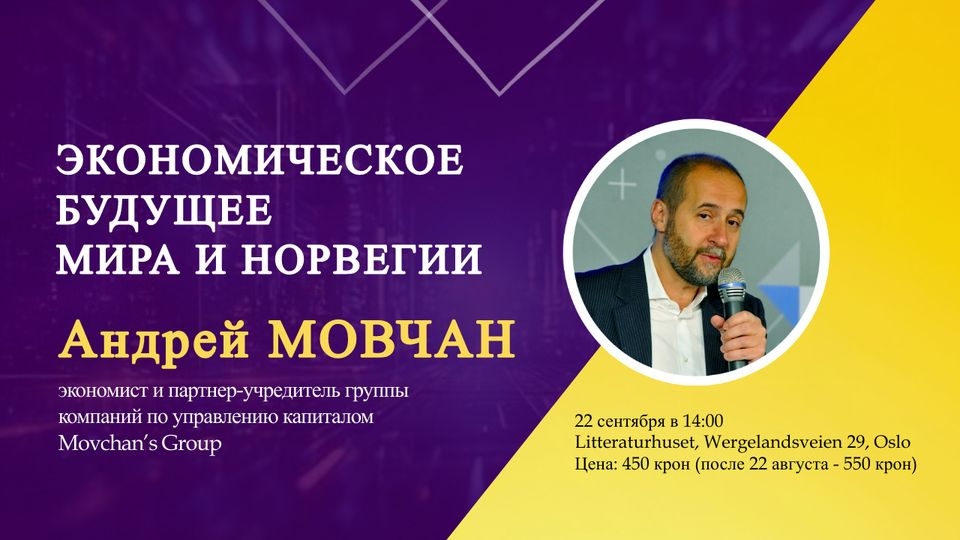 ЭКОНОМИЧЕСКОЕ
БУДУЩЕЕ
МИРА И НОРВЕГИИ
Андрей МОВЧАН
экономист и партнер-учредитель группы
компаний по управлению капиталом
Movchan’s Group
22 сентября в 14:00
Litteraturhuset, Wergelandsveien 29, Oslo
Цена: 450 крон (после 22 августа - 550 крон)